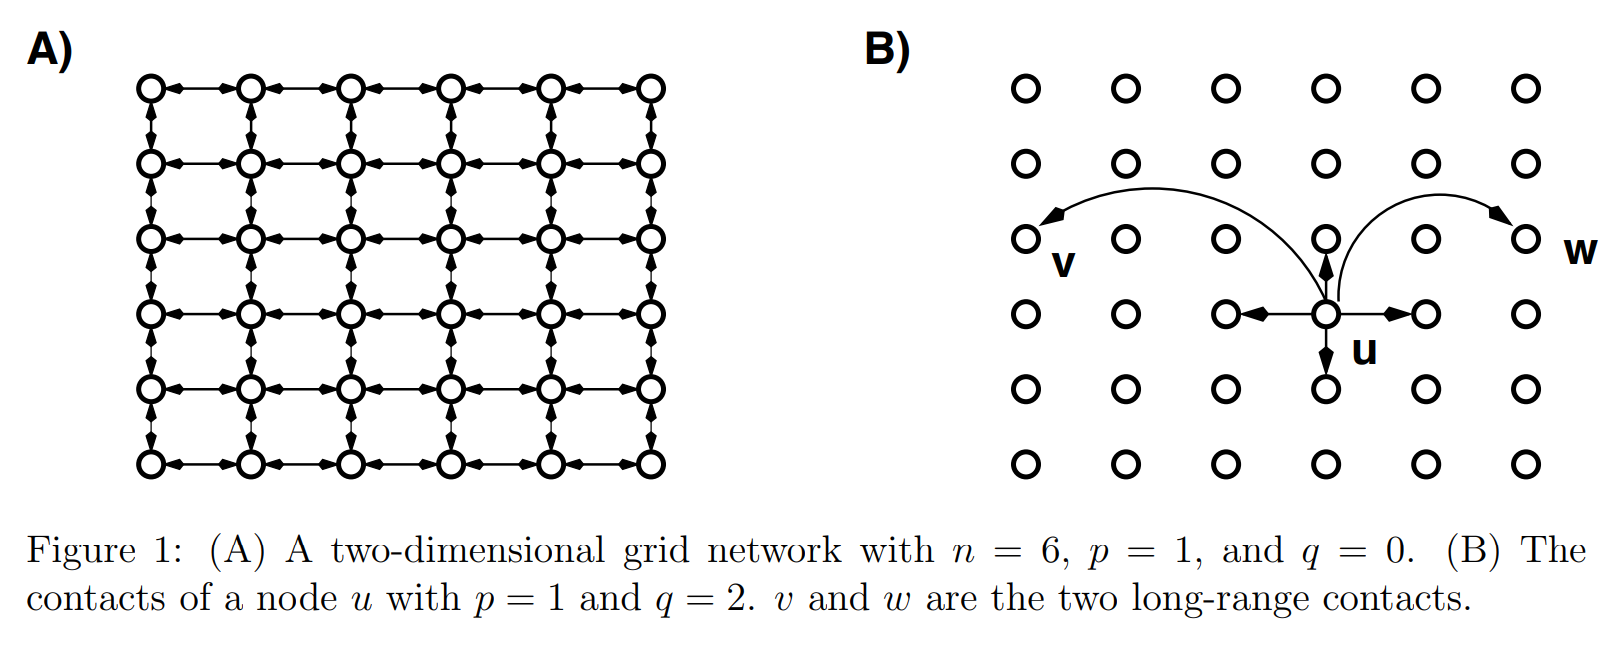 A)
B)
v
w
u
Figure 1: (A) A two-dimensional grid network with n = 6, p = 1, and q = 0. (B) The
contacts of a node u with p = 1 and q = 2. v and w are the two long-range contacts.